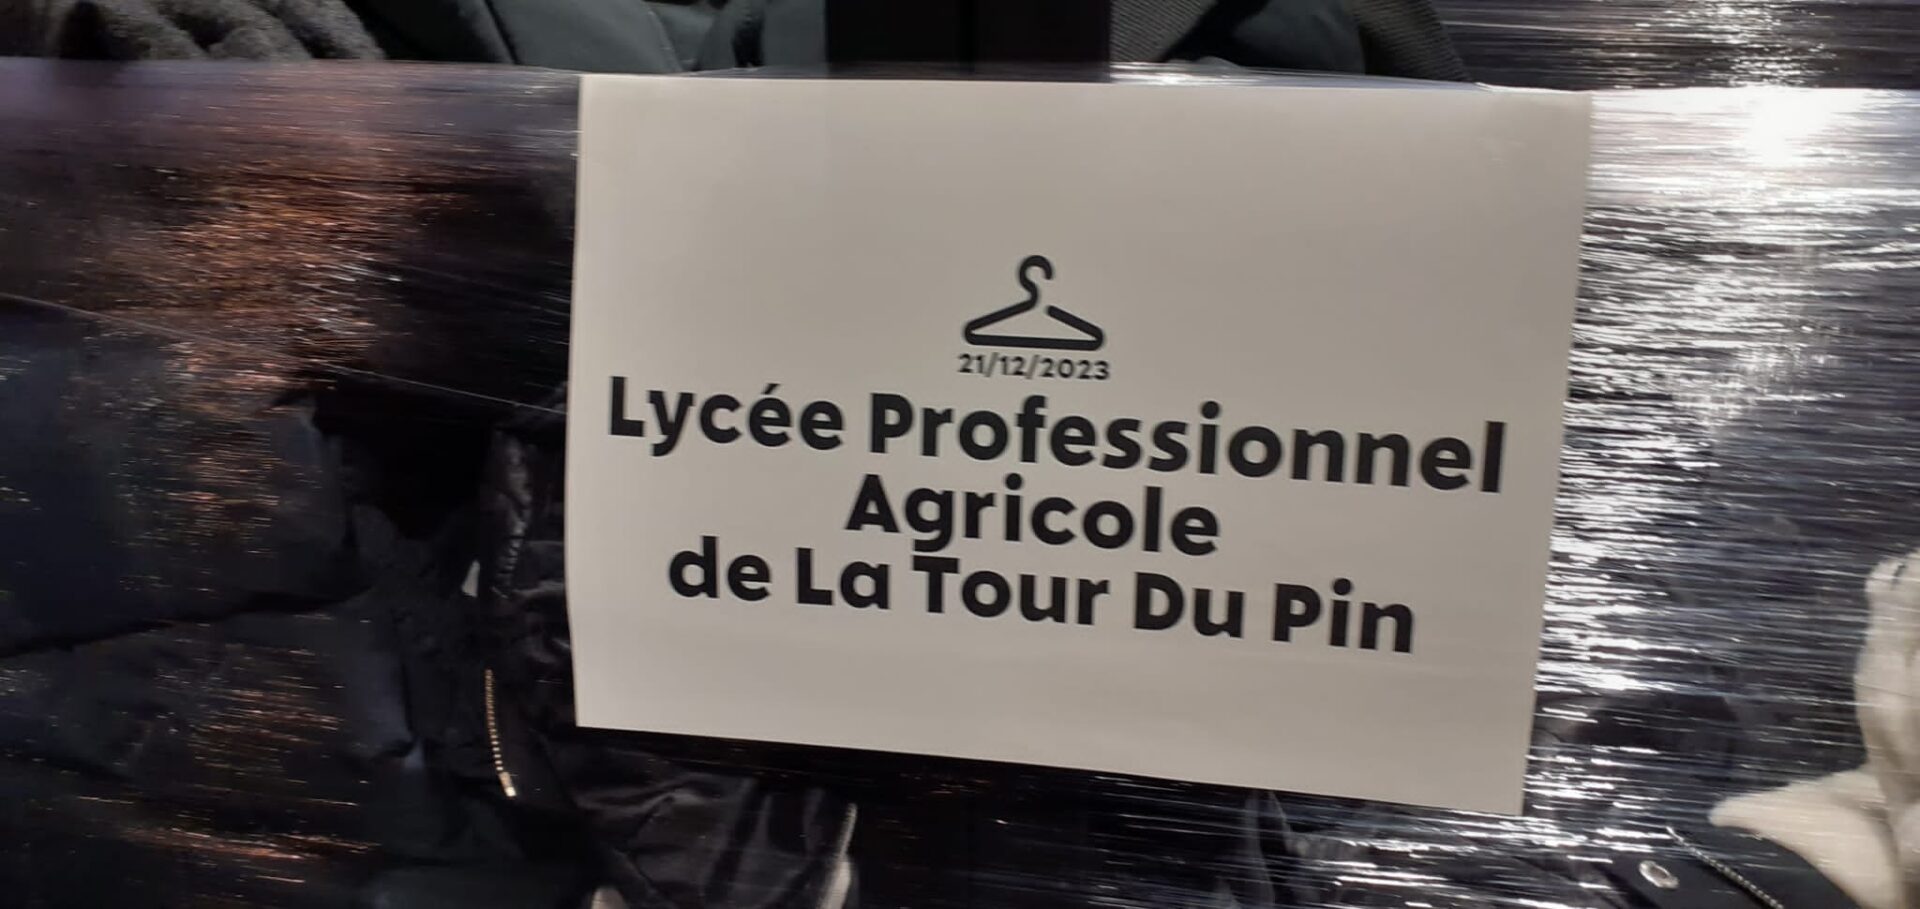 21/12/2023
Lycée Professionnel
Agricole
de La Tour Du Pin